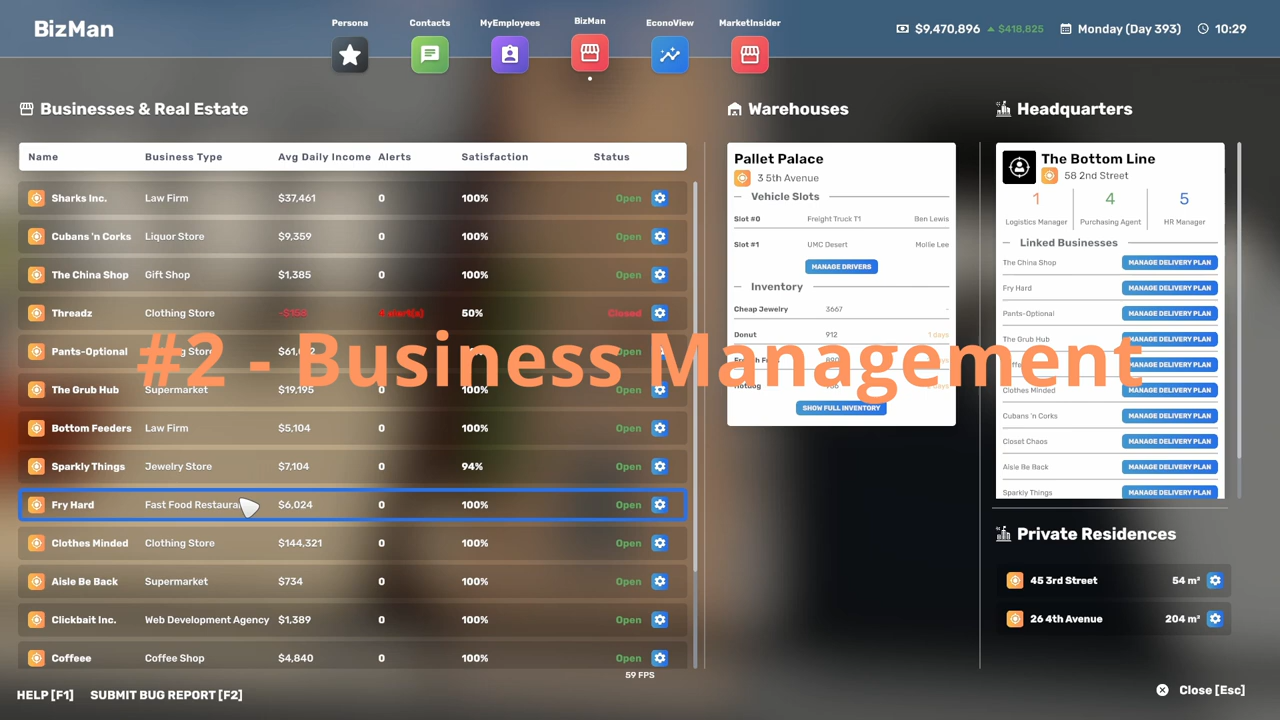 BizMan
Persona
Contacts
MyEmployees
BizMan
EconoView
MarketInsider
$9,470,896 $418,825 Monday (Day 393) 10:29
Businesses & Real Estate
Name Business Type Avg Daily Income Alerts Satisfaction Status
Sharks Inc. Law Firm $37,461 0 100% Open
Cubans 'n Corks Liquor Store $9,359 0 100% Open
The China Shop Gift Shop $1,385 0 100% Open
Threadz Clothing Store 50% Closed
Pants-Optional Store Open
The Grub Hub Supermarket $19,195 0 100% Open
Bottom Feeders Law Firm $5,104 0 100% Open
Sparkly Things Jewelry Store $7,104 0 94% Open
Fry Hard Fast Food $6,024 0 100% Open
Clothes Minded Clothing Store $144,321 0 100% Open
Aisle Be Back Supermarket $734 0 100% Open
Clickbait Inc. Web Development Agency $1,389 0 100% Open
Coffeee Coffee Shop $4,840 0 100% Open
#2 - Business Management
Warehouses
Pallet Palace
3 5th Avenue
Vehicle Slots
Slot #0 Freight Truck T1 Ben Lewis
Slot #1 UMC Desert Mollie Lee
MANAGE DRIVERS
Inventory
Cheap Jewelry 3667 -
Donut 912 1 days
SHOW FULL INVENTORY
Headquarters
The Bottom Line
58 2nd Street
1 4 5
Logistics Manager Purchasing Agent HR Manager
Linked Businesses
The China Shop MANAGE DELIVERY PLAN
Fry Hard MANAGE DELIVERY PLAN
Pants-Optional MANAGE DELIVERY PLAN
The Grub Hub MANAGE DELIVERY PLAN
MANAGE DELIVERY PLAN
Clothes Minded MANAGE DELIVERY PLAN
Cubans 'n Corks MANAGE DELIVERY PLAN
Closet Chaos MANAGE DELIVERY PLAN
Aisle Be Back MANAGE DELIVERY PLAN
Sparkly Things MANAGE DELIVERY PLAN
Private Residences
45 3rd Street 54 m²
26 4th Avenue 204 m²
59 FPS
HELP [F1] SUBMIT BUG REPORT [F2]
Close [Esc]